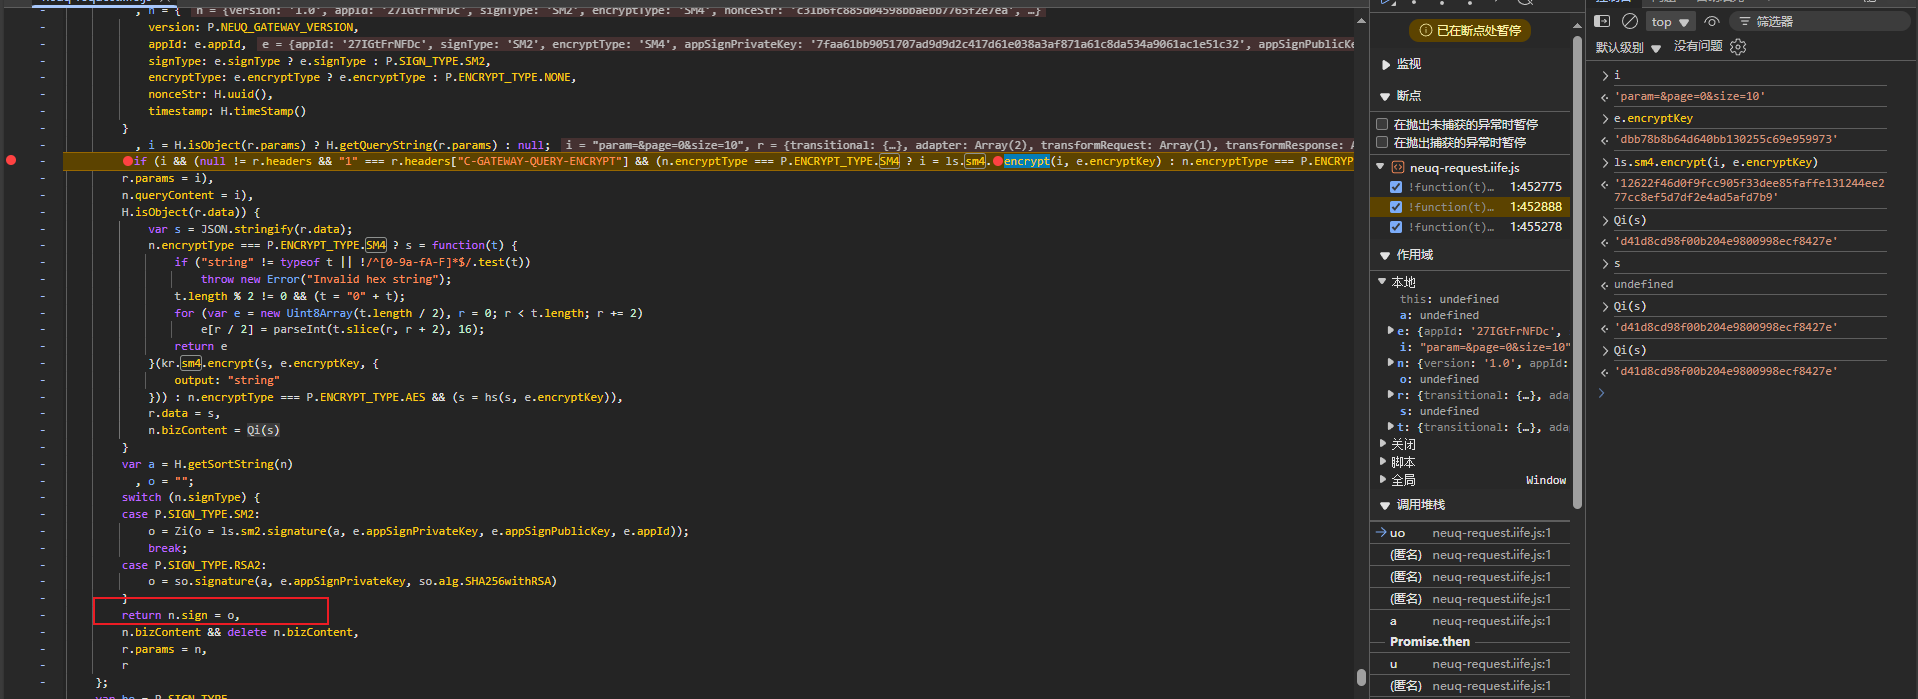 neuq-request.iife.js
, n = { n = {version: '1.0', appId: '27IGtFrNFDc', signType: 'SM2', encryptType: 'SM4', nonceStr: 'c31b6fc885d04598bbaebb7765f2e7ea', …}
version: P.NEUQ_GATEWAY_VERSION,
appId: e.appId, e = {appId: '27IGtFrNFDc', signType: 'SM2', encryptType: 'SM4', appSignPrivateKey: '7faa61bb9051707ad9d9d2c417d61e038a3af871a61c8da534a9061ac1e51c32', appSignPublicKe
signType: e.signType ? e.signType : P.SIGN_TYPE.SM2,
encryptType: e.encryptType ? e.encryptType : P.ENCRYPT_TYPE.NONE,
nonceStr: H.uuid(),
timestamp: H.timeStamp()
}
, i = H.isObject(r.params) ? H.getQueryString(r.params) : null; i = "param=&page=0&size=10", r = {transitional: {…}, adapter: Array(2), transformRequest: Array(1), transformResponse: A
if (i && (null != r.headers && "1" === r.headers["C-GATEWAY-QUERY-ENCRYPT"] && (n.encryptType === P.ENCRYPT_TYPE.SM4 ? i = ls.sm4.encrypt(i, e.encryptKey) : n.encryptType === P.ENCRYP
r.params = i),
n.queryContent = i),
H.isObject(r.data)) {
var s = JSON.stringify(r.data);
n.encryptType === P.ENCRYPT_TYPE.SM4 ? s = function(t) {
if ("string" != typeof t || !/^[0-9a-fA-F]*$/.test(t))
throw new Error("Invalid hex string");
t.length % 2 != 0 && (t = "0" + t);
for (var e = new Uint8Array(t.length / 2), r = 0; r < t.length; r += 2)
e[r / 2] = parseInt(t.slice(r, r + 2), 16);
return e
}(kr.sm4.encrypt(s, e.encryptKey, {
output: "string"
})) : n.encryptType === P.ENCRYPT_TYPE.AES && (s = hs(s, e.encryptKey)),
r.data = s,
n.bizContent = Qi(s)
}
var a = H.getSortString(n)
, o = "";
switch (n.signType) {
case P.SIGN_TYPE.SM2:
o = Zi(o = ls.sm2.signature(a, e.appSignPrivateKey, e.appSignPublicKey, e.appId));
break;
case P.SIGN_TYPE.RSA2:
o = so.signature(a, e.appSignPrivateKey, so.alg.SHA256withRSA)
}
return n.sign = o,
n.bizContent && delete n.bizContent,
r.params = n,
r
};
var ho = P.SIGN_TYPE
已在断点处暂停
监视
断点
在抛出未捕获的异常时暂停
在抛出捕获的异常时暂停
neuq-request.iife.js
!function(t)… 1:452775
!function(t)… 1:452888
!function(t)… 1:455278
作用域
本地
this: undefined
a: undefined
e: {appId: '27IGtFrNFDc',
i: "param=&page=0&size=10"
n: {version: '1.0', appId:
o: undefined
r: {transitional: {…}, ada
s: undefined
t: {transitional: {…}, ada
关闭
脚本
全局 Window
调用堆栈
uo neuq-request.iife.js:1
(匿名) neuq-request.iife.js:1
(匿名) neuq-request.iife.js:1
(匿名) neuq-request.iife.js:1
a neuq-request.iife.js:1
Promise.then
u neuq-request.iife.js:1
(匿名) neuq-request.iife.js:1
top
筛选器
默认级别
没有问题
i
'param=&page=0&size=10'
e.encryptKey
'dbb78b8b64d640bb130255c69e959973'
ls.sm4.encrypt(i, e.encryptKey)
'12622f46d0f9fcc905f33dee85faffe131244ee2
77cc8ef5d7df2e4ad5afd7b9'
Qi(s)
'd41d8cd98f00b204e9800998ecf8427e'
s
undefined
Qi(s)
'd41d8cd98f00b204e9800998ecf8427e'
Qi(s)
'd41d8cd98f00b204e9800998ecf8427e'